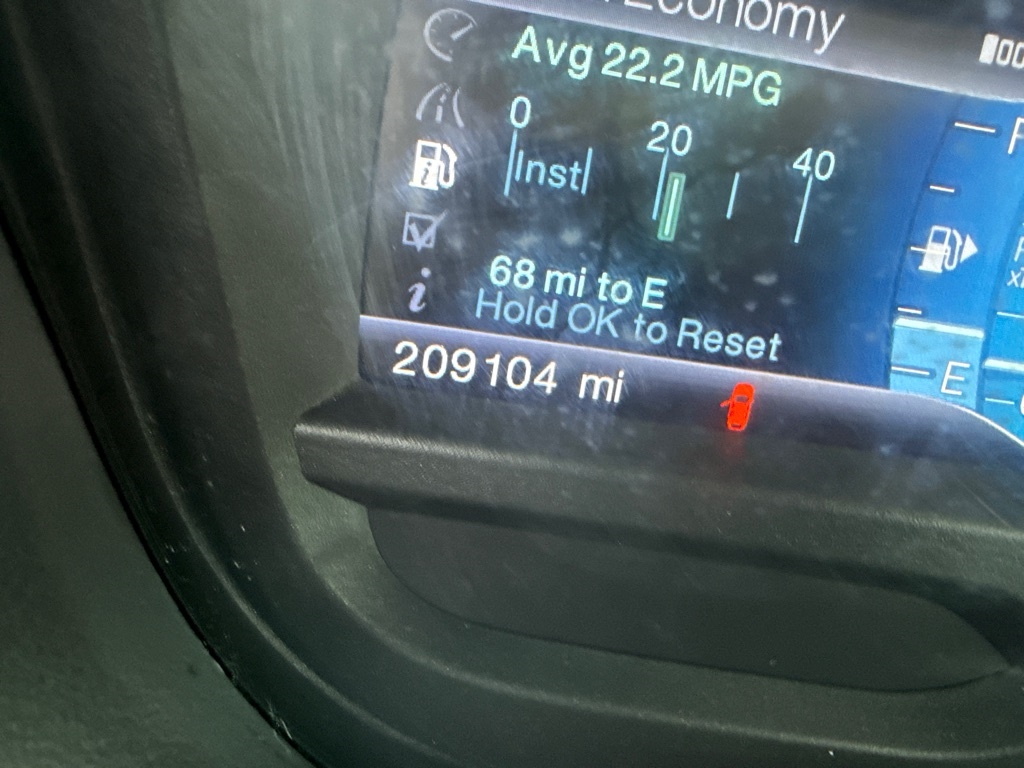 Economy
Avg 22.2 MPG
0 20 40
Inst
68 mi to E
Hold OK to Reset
E
209104 mi